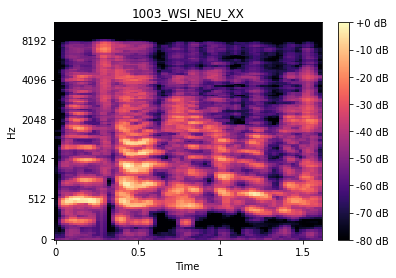 1003_WSI_NEU_XX
8192
4096
2048
1024
512
0
Hz
0
0.5
1
1.5
Time
+0 dB
-10 dB
-20 dB
-30 dB
-40 dB
-50 dB
-60 dB
-70 dB
-80 dB